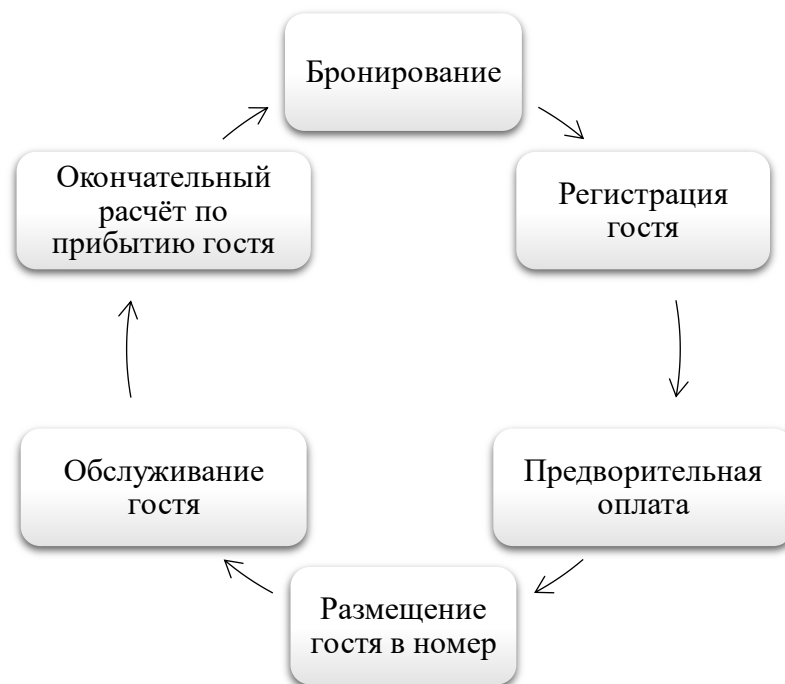 Бронирование
Регистрация
гостя
Предворительная
оплата
Размещение
гостя в номер
Обслуживание
гостя
Окончательный
расчёт по
прибытию гостя